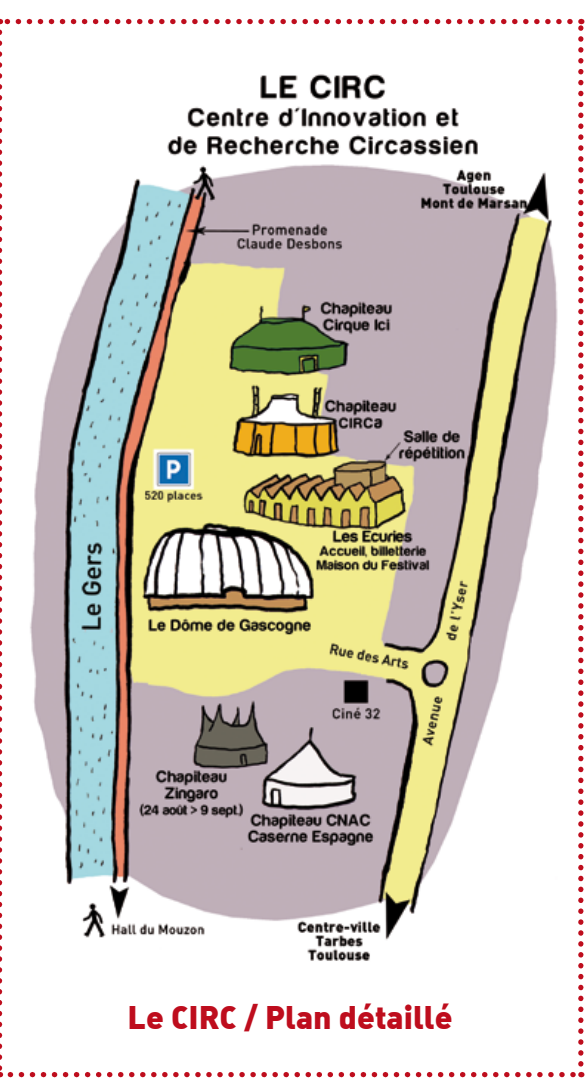 LE CIRC
Centre d'Innovation et
de Recherche Circassien
Agen
Toulouse
Mont de Marsan
Promenade
Claude Desbons
Chapiteau
Cirque Ici
Chapiteau
CIRCa
Salle de
répétition
P
520 places
Les Ecuries
Accueil, billetterie
Maison du Festival
Le Gers
Le Dôme de Gascogne
Rue des Arts
Avenue de l'Yser
Ciné 32
Chapiteau
Zingaro
(24 août > 9 sept.)
Chapiteau CNAC
Caserne Espagne
Hall du Mouzon
Centre-ville
Tarbes
Toulouse
Le CIRC / Plan détaillé